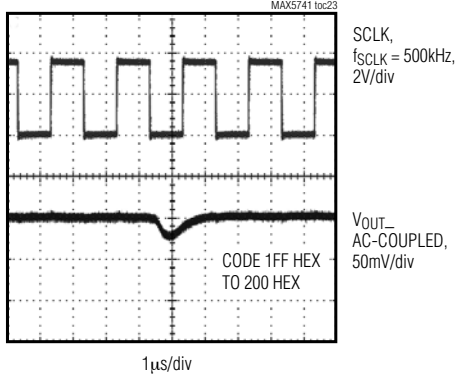 MAX5741 toc23
SCLK,
fSCLK = 500kHz,
2V/div
VOUT_
AC-COUPLED,
50mV/div
CODE 1FF HEX
TO 200 HEX
1μs/div